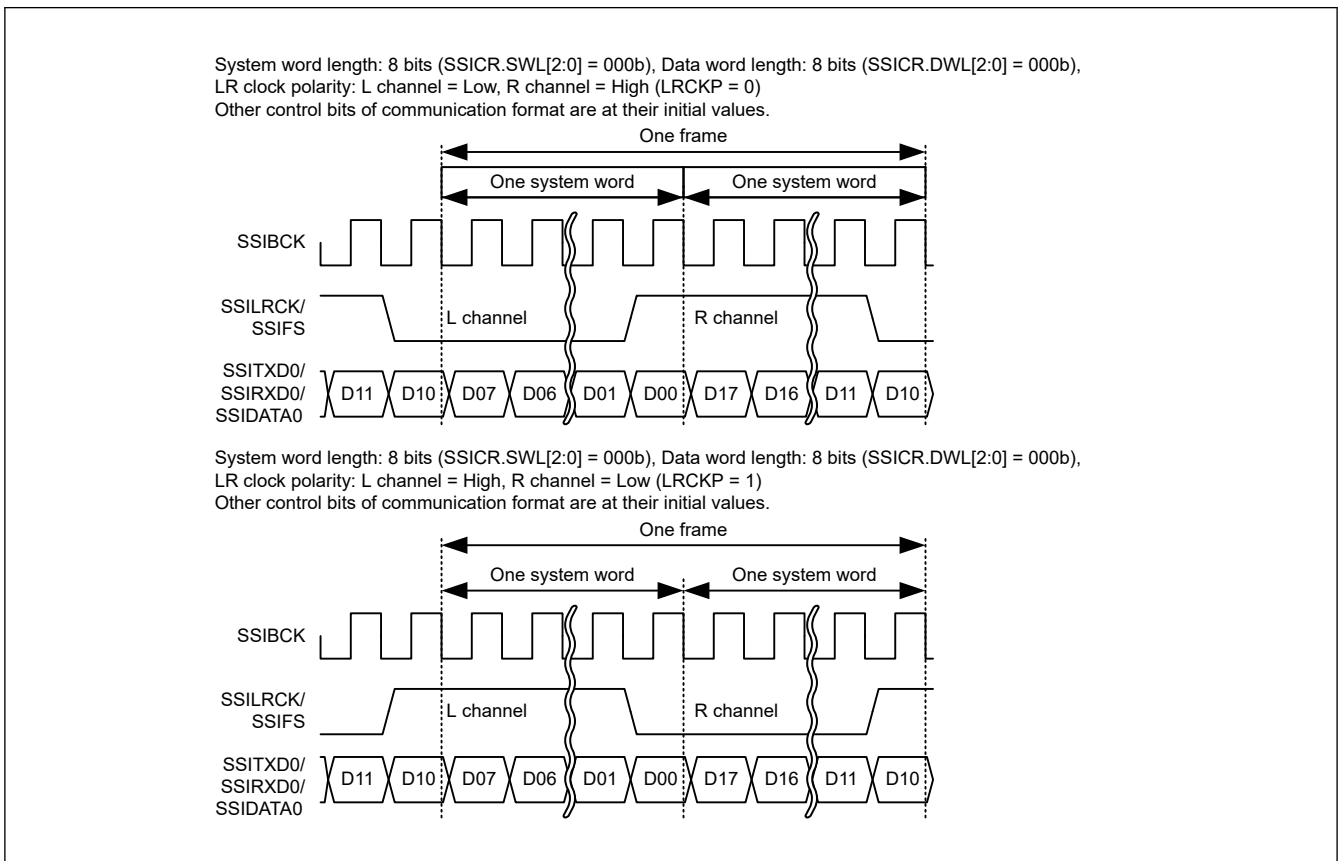 System word length: 8 bits (SSICR.SWL[2:0] = 000b), Data word length: 8 bits (SSICR.DWL[2:0] = 000b),
LR clock polarity: L channel = Low, R channel = High (LRCKP = 0)
Other control bits of communication format are at their initial values.
One frame
One system word One system word
SSIBCK
SSILRCK/
SSIFS
L channel R channel
SSITXD0/
SSIRXD0/
SSIDATA0
D11 D10 D07 D06 D01 D00 D17 D16 D11 D10
System word length: 8 bits (SSICR.SWL[2:0] = 000b), Data word length: 8 bits (SSICR.DWL[2:0] = 000b),
LR clock polarity: L channel = High, R channel = Low (LRCKP = 1)
Other control bits of communication format are at their initial values.
One frame
One system word One system word
SSIBCK
SSILRCK/
SSIFS
L channel R channel
SSITXD0/
SSIRXD0/
SSIDATA0
D11 D10 D07 D06 D01 D00 D17 D16 D11 D10